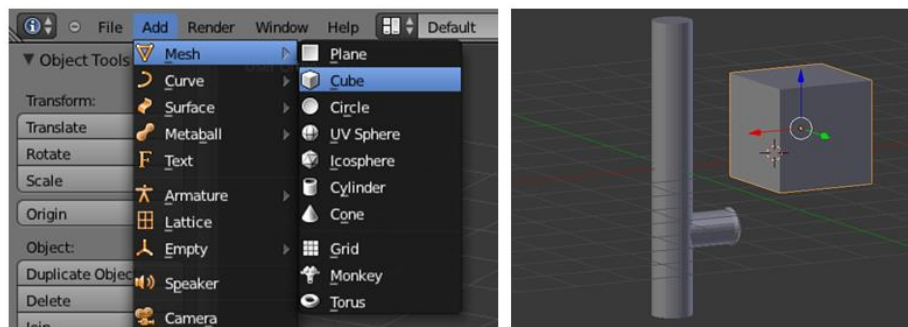 File Add Render Window Help Default
Object Tools
Transform:
Translate
Rotate
Scale
Origin
Object:
Duplicate Objec
Delete
Mesh
Curve
Surface
Metaball
Text
Armature
Lattice
Empty
Speaker
Camera
Plane
Cube
Circle
UV Sphere
Icosphere
Cylinder
Cone
Grid
Monkey
Torus